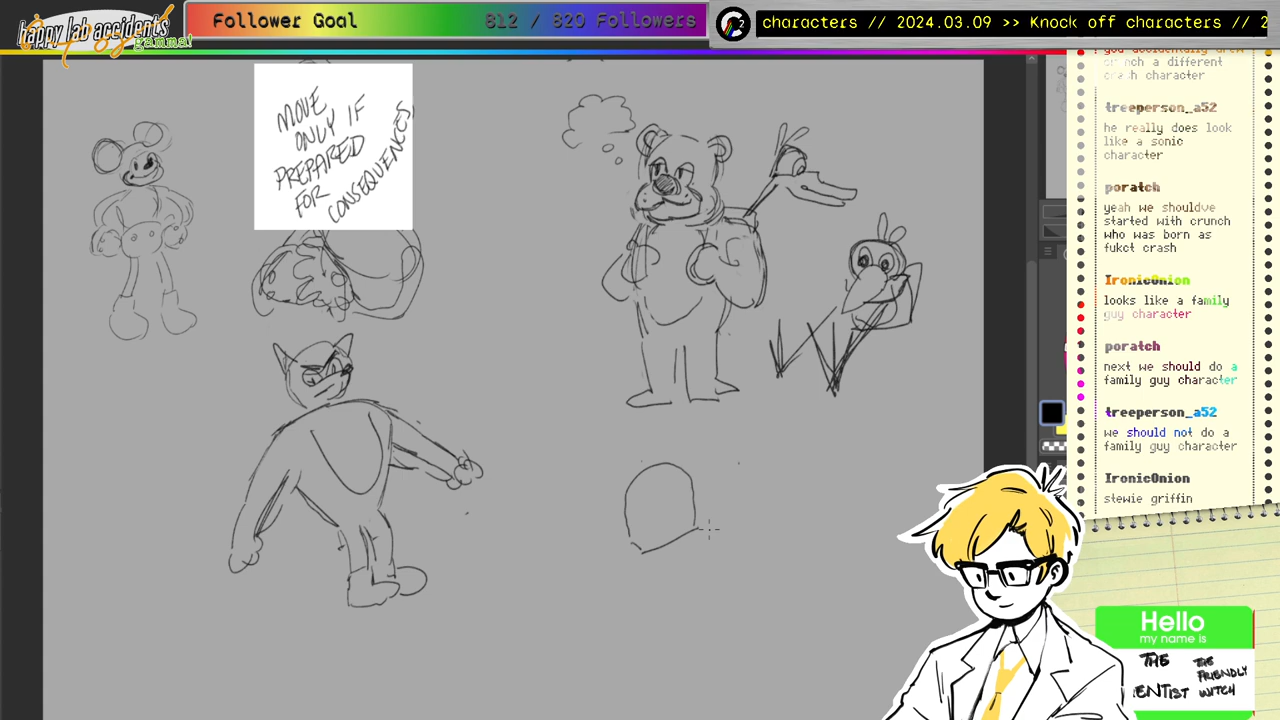 happy lab accidents
gamma!
Follower Goal
812 / 820 Followers
characters // 2024.03.09 >> Knock off characters // 2
crash character
treeperson_a52
he really does look
like a sonic
character
poratch
yeah we shouldve
started with crunch
who was born as
fukct crash
IronicOnion
looks like a family
guy character
poratch
next we should do a
family guy character
treeperson_a52
we should not do a
family guy character
IronicOnion
stewie griffin
MOVE
ONLY IF
PREPARED
FOR
CONSEQUENCES
Hello
my name is
THE
ENTIST
THE
FRIENDLY
WITCH